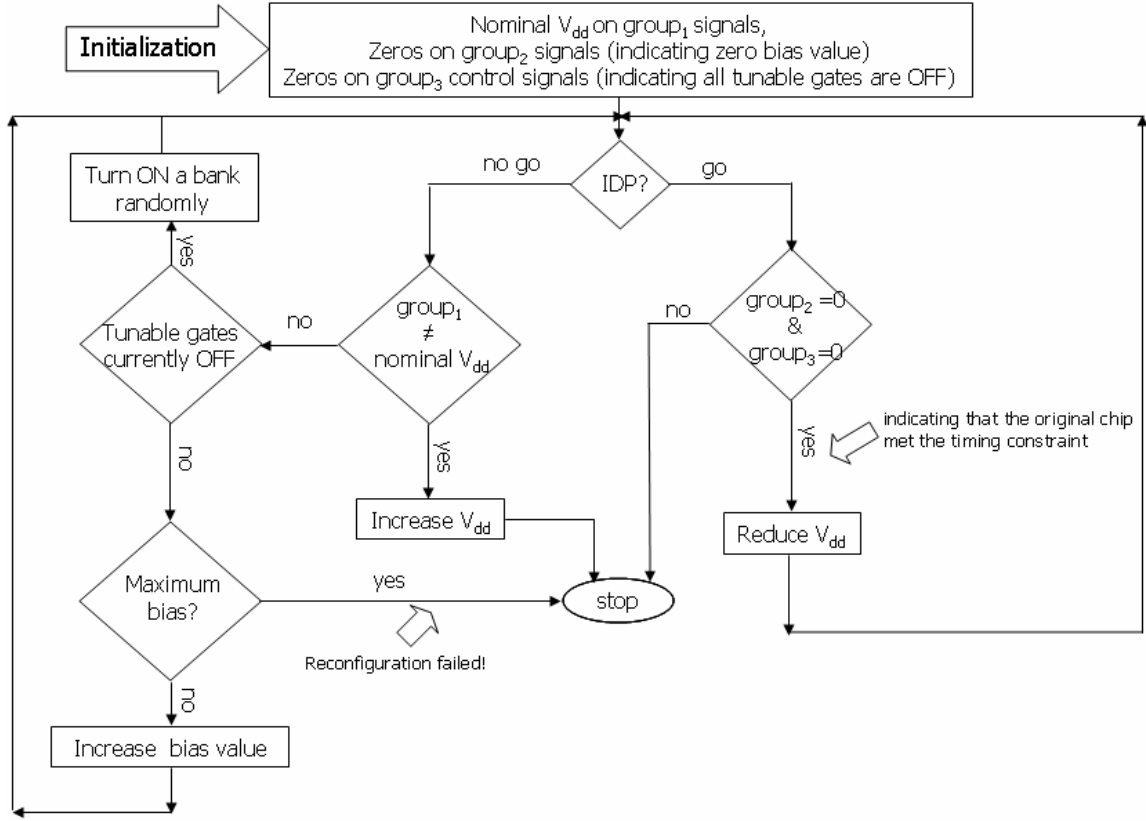 Initialization
Nominal Vdd on group1 signals,
Zeros on group2 signals (indicating zero bias value)
Zeros on group3 control signals (indicating all tunable gates are OFF)
no go
IDP?
go
Turn ON a bank
randomly
yes
Tunable gates
currently OFF
no
group1
≠
nominal Vdd
no
group2 =0
&
group3=0
yes
indicating that the original chip
met the timing constraint
no
yes
Increase Vdd
Reduce Vdd
Maximum
bias?
yes
stop
Reconfiguration failed!
no
Increase bias value